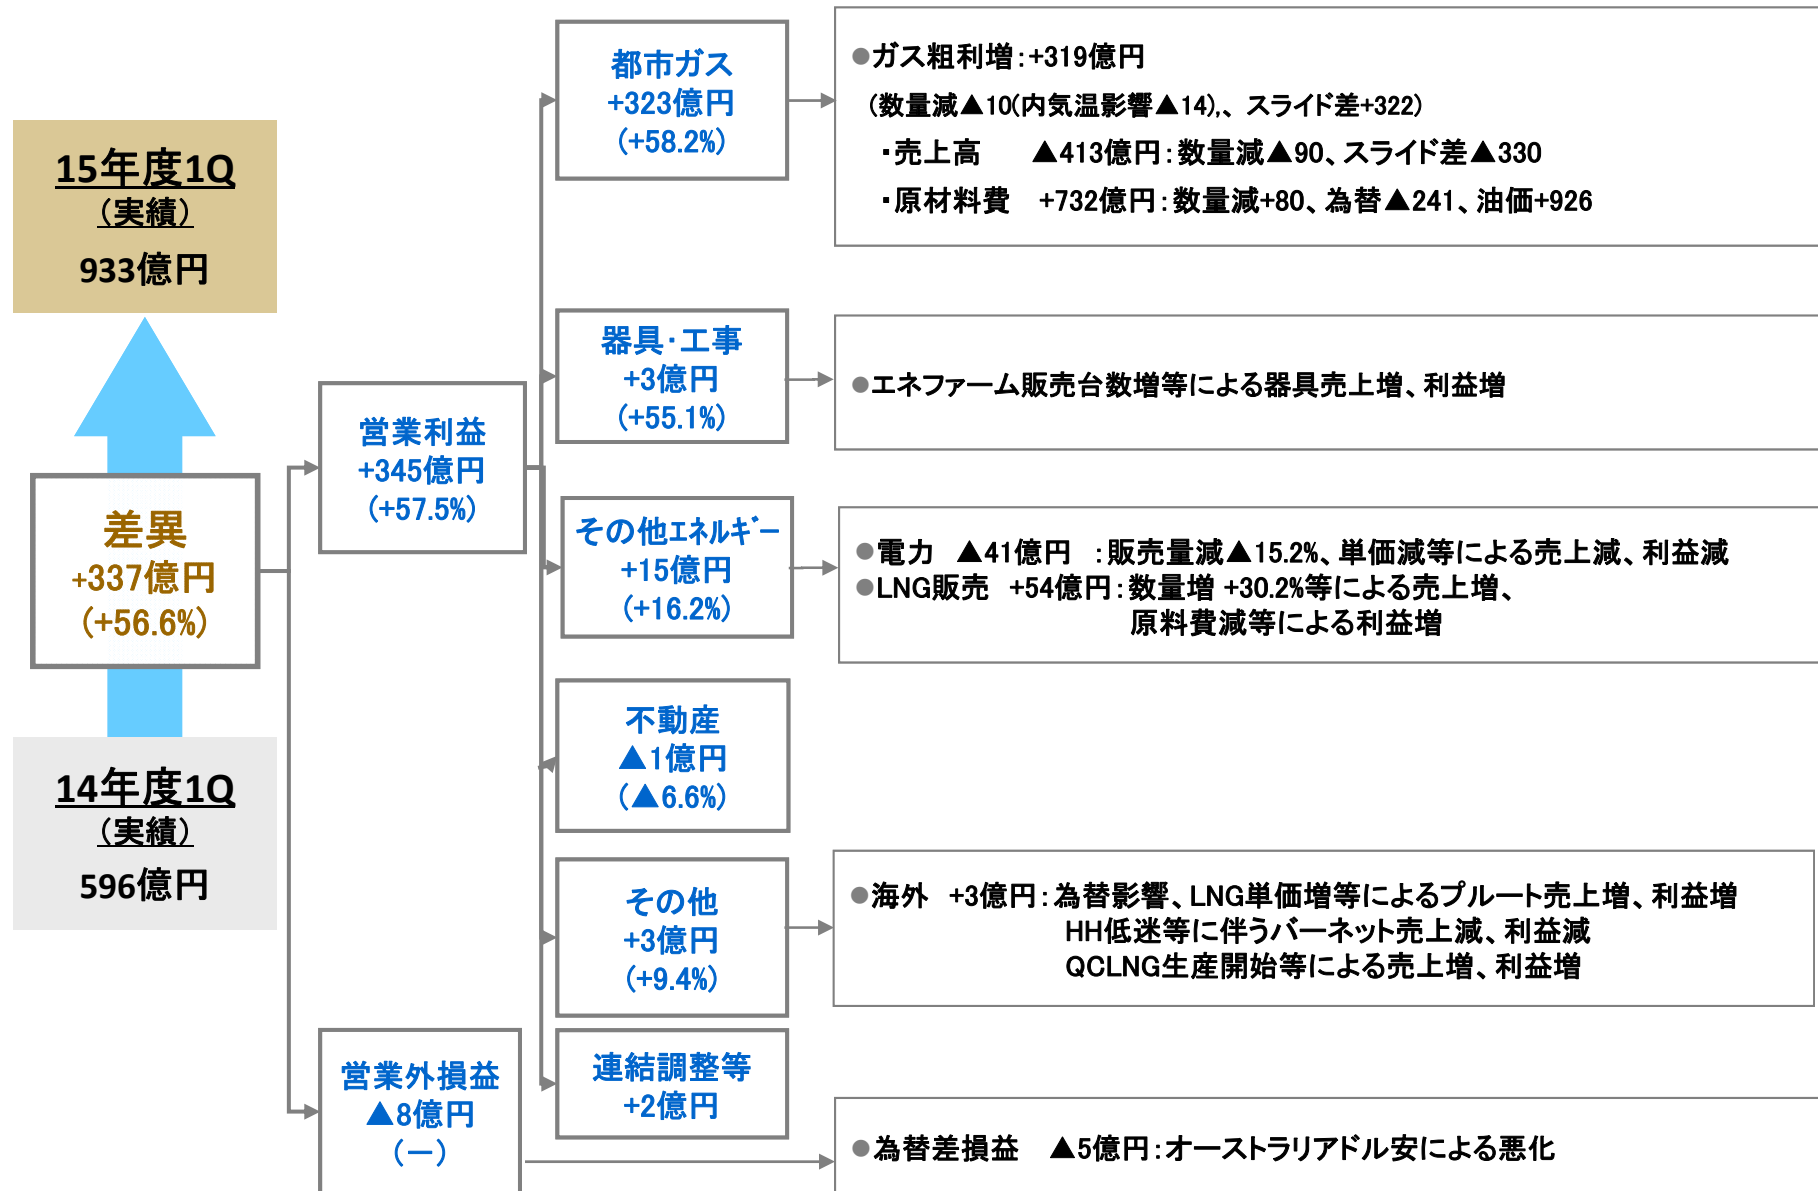 15年度1Q
（実績）
933億円
差異
+337億円
(+56.6%)
14年度1Q
（実績）
596億円
営業利益
+345億円
(+57.5%)
営業外損益
▲8億円
(－)
都市ガス
+323億円
(+58.2%)
器具・工事
+3億円
(+55.1%)
その他ｴﾈﾙｷﾞｰ
+15億円
(+16.2%)
不動産
▲1億円
(▲6.6%)
その他
+3億円
(+9.4%)
連結調整等
+2億円
●ガス粗利増：+319億円
(数量減▲10(内気温影響▲14),、スライド差+322)
・売上高　▲413億円：数量減▲90、スライド差▲330
・原材料費　+732億円：数量減+80、為替▲241、油価+926
●エネファーム販売台数増等による器具売上増、利益増
●電力　▲41億円　：販売量減▲15.2%、単価減等による売上減、利益減
●LNG販売　+54億円：数量増 +30.2%等による売上増、
原料費減等による利益増
●海外　+3億円：為替影響、LNG単価増等によるプルート売上増、利益増
HH低迷等に伴うバーネット売上減、利益減
QCLNG生産開始等による売上増、利益増
●為替差損益　▲5億円：オーストラリアドル安による悪化